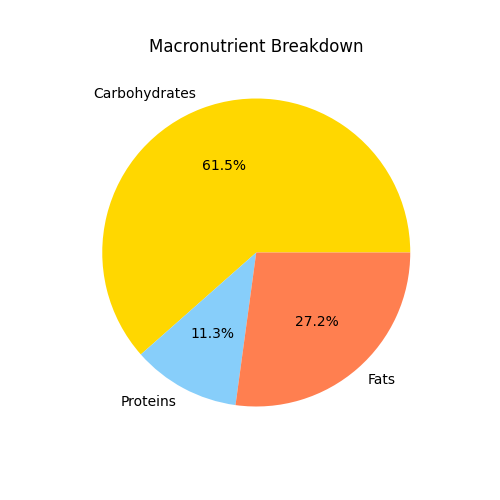 Macronutrient Breakdown
Carbohydrates
61.5%
11.3%
27.2%
Proteins
Fats